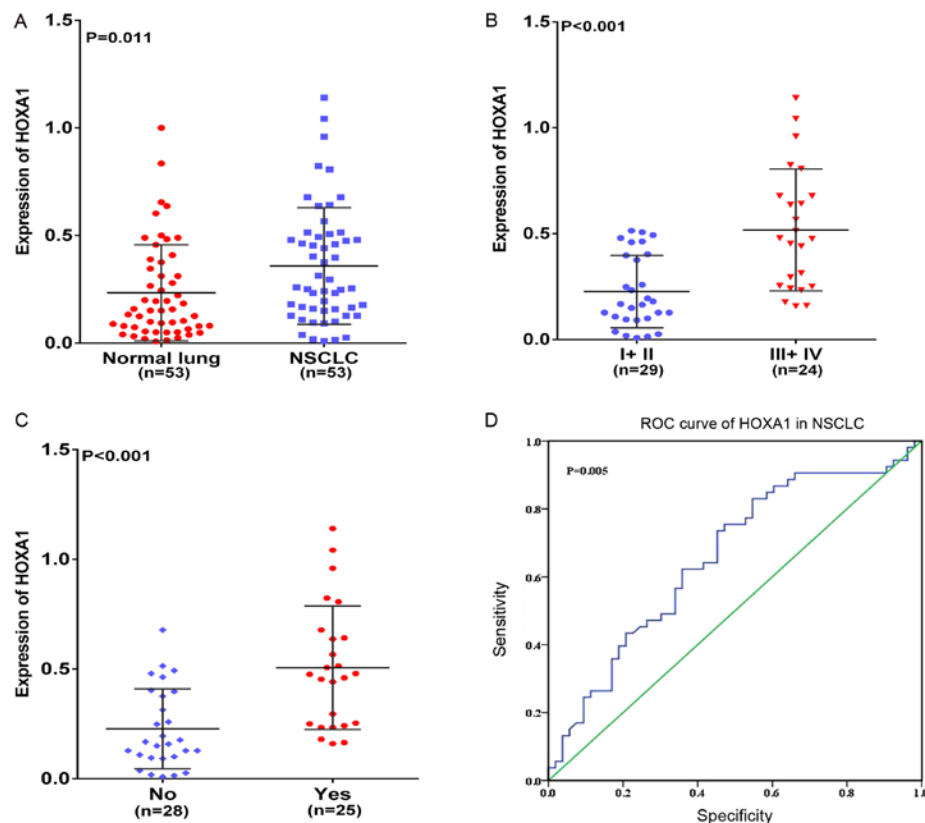 A
P=0.011
Expression of HOXA1
1.5
1.0
0.5
0.0
Normal lung
(n=53)
NSCLC
(n=53)
B
P<0.001
Expression of HOXA1
1.5
1.0
0.5
0.0
I+ II
(n=29)
III+ IV
(n=24)
C
P<0.001
Expression of HOXA1
1.5
1.0
0.5
0.0
No
(n=28)
Yes
(n=25)
D
ROC curve of HOXA1 in NSCLC
P=0.005
Sensitivity
1.0
0.8
0.6
0.4
0.2
0.0
0.0 0.2 0.4 0.6 0.8 1.0
Specificity